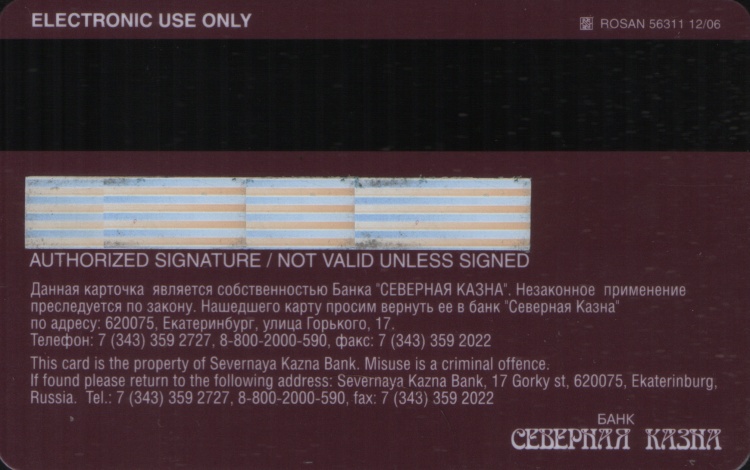 ELECTRONIC USE ONLY
ROSAN 56311 12/06
AUTHORIZED SIGNATURE / NOT VALID UNLESS SIGNED
Данная карточка является собственностью Банка "СЕВЕРНАЯ КАЗНА". Незаконное применение
преследуется по закону. Нашедшего карту просим вернуть ее в банк "Северная Казна"
по адресу: 620075, Екатеринбург, улица Горького, 17.
Телефон: 7 (343) 359 2727, 8-800-2000-590, факс: 7 (343) 359 2022
This card is the property of Severnaya Kazna Bank. Misuse is a criminal offence.
If found please return to the following address: Severnaya Kazna Bank, 17 Gorky st, 620075, Ekaterinburg,
Russia. Tel.: 7 (343) 359 2727, 8-800-2000-590, fax: 7 (343) 359 2022
БАНК
СЕВЕРНАЯ КАЗНА